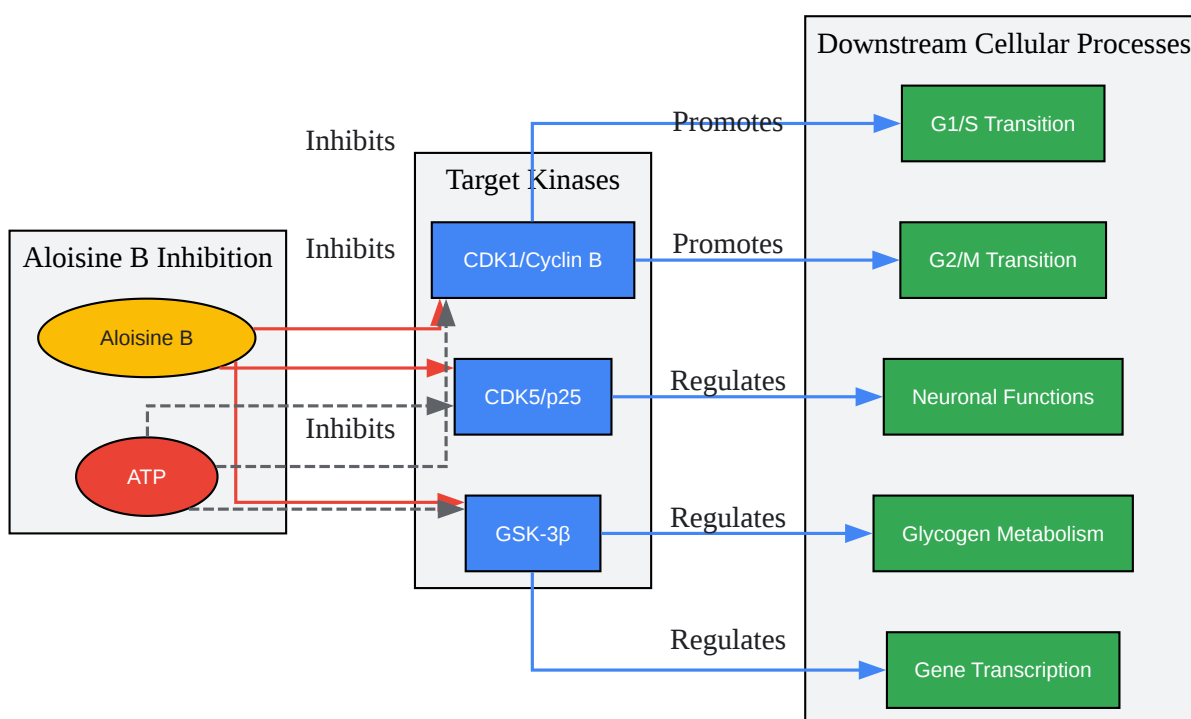 Downstream Cellular Processes
G1/S Transition
Promotes
Inhibits
Target Kinases
CDK1/Cyclin B
Promotes
G2/M Transition
Inhibits
Aloisine B Inhibition
Aloisine B
CDK5/p25
Regulates
Neuronal Functions
Inhibits
ATP
GSK-3β
Regulates
Glycogen Metabolism
Regulates
Gene Transcription